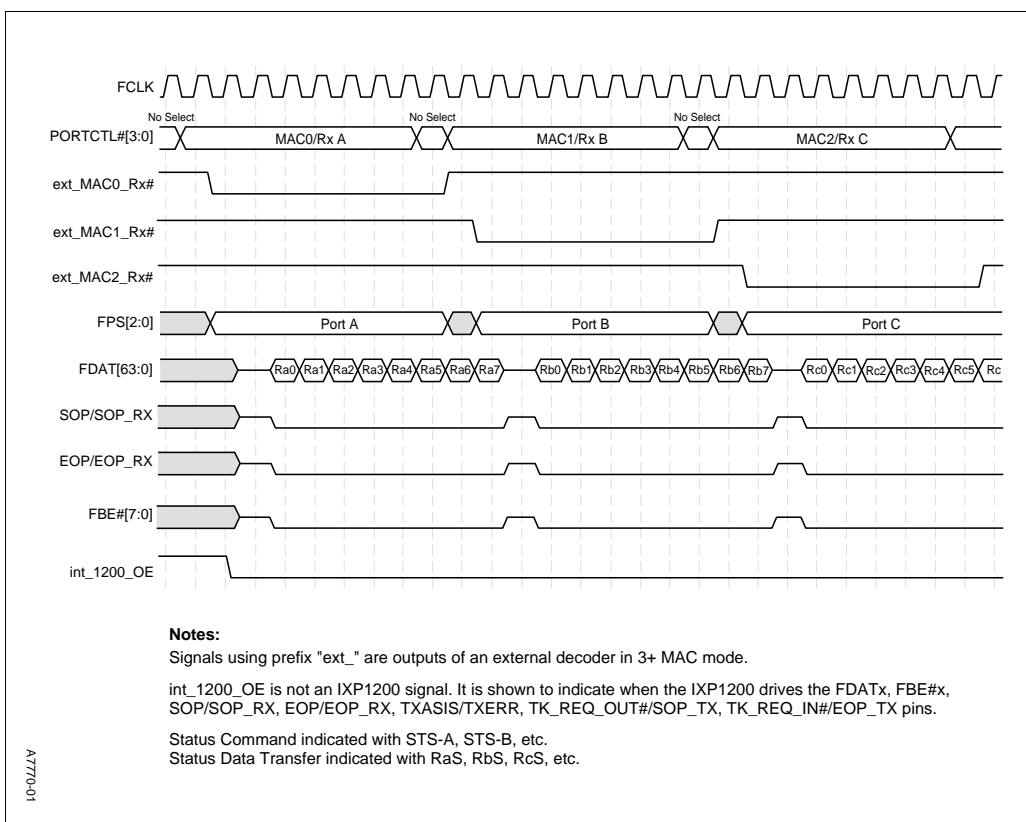 FCLK
No Select No Select No Select
PORTCTL#[3:0] MAC0/Rx A MAC1/Rx B MAC2/Rx C
ext_MAC0_Rx#
ext_MAC1_Rx#
ext_MAC2_Rx#
FPS[2:0] Port A Port B Port C
FDAT[63:0] Ra0 Ra1 Ra2 Ra3 Ra4 Ra5 Ra6 Ra7 Rb0 Rb1 Rb2 Rb3 Rb4 Rb5 Rb6 Rb7 Rc0 Rc1 Rc2 Rc3 Rc4 Rc5 Rc
SOP/SOP_RX
EOP/EOP_RX
FBE#[7:0]
int_1200_OE
Notes:
Signals using prefix "ext_" are outputs of an external decoder in 3+ MAC mode.
int_1200_OE is not an IXP1200 signal. It is shown to indicate when the IXP1200 drives the FDATx, FBE#x,
SOP/SOP_RX, EOP/EOP_RX, TXASIS/TXERR, TK_REQ_OUT#/SOP_TX, TK_REQ_IN#/EOP_TX pins.
Status Command indicated with STS-A, STS-B, etc.
Status Data Transfer indicated with RaS, RbS, RcS, etc.
A7770-01